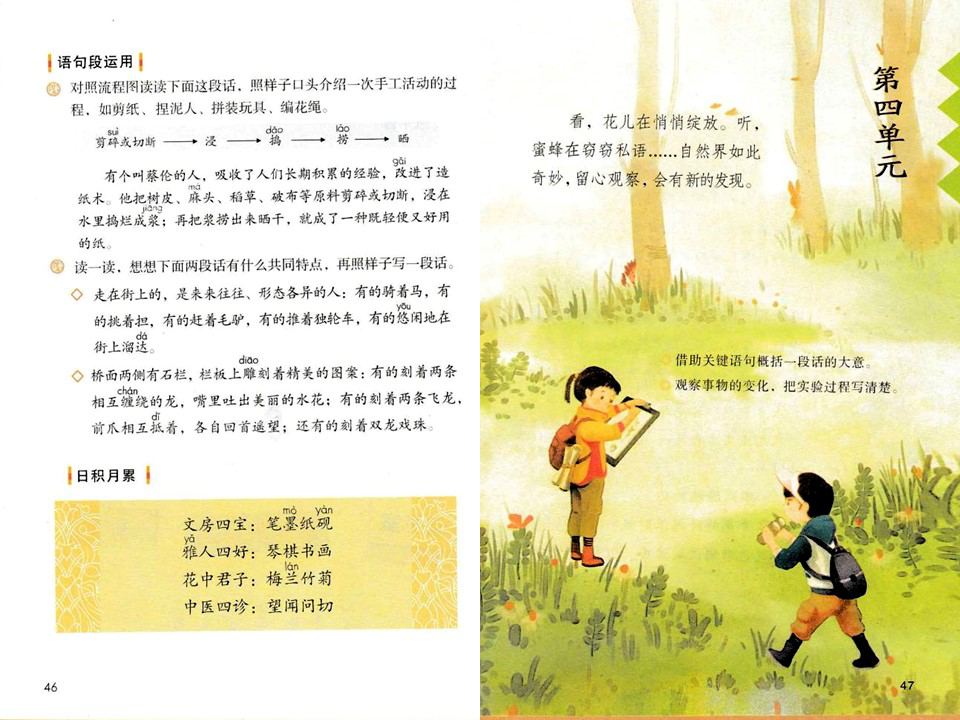 语句段运用
对照流程图读读下面这段话，照样子口头介绍一次手工活动的过
程，如剪纸、捏泥人、拼装玩具、编花绳。
suì dǎo lāo
剪碎或切断 → 浸 → 捣 → 捞 → 晒
有个叫蔡伦的人，吸收了人们长期积累的经验，改进了造
gǎi
纸术。他把树皮、麻头、稻草、破布等原料剪碎或切断，浸在
má
水里捣烂成浆；再把浆捞出来晒干，就成了一种既轻便又好用
jiāng
的纸。
读一读，想想下面两段话有什么共同特点，再照样子写一段话。
走在街上的，是来来往往、形态各异的人：有的骑着马，有
的挑着担，有的赶着毛驴，有的推着独轮车，有的悠闲地在
yōu
街上溜达。
dá
桥面两侧有石栏，栏板上雕刻着精美的图案：有的刻着两条
diāo
相互缠绕的龙，嘴里吐出美丽的水花；有的刻着两条飞龙，
chán
前爪相互抵着，各自回首遥望；还有的刻着双龙戏珠。
dǐ
日积月累
mò yàn
文房四宝：笔墨纸砚
yǎ
雅人四好：琴棋书画
lán
花中君子：梅兰竹菊
中医四诊：望闻问切
46
第四单元
看，花儿在悄悄绽放。听，
蜜蜂在窃窃私语……自然界如此
奇妙，留心观察，会有新的发现。
借助关键语句概括一段话的大意。
观察事物的变化，把实验过程写清楚。
47